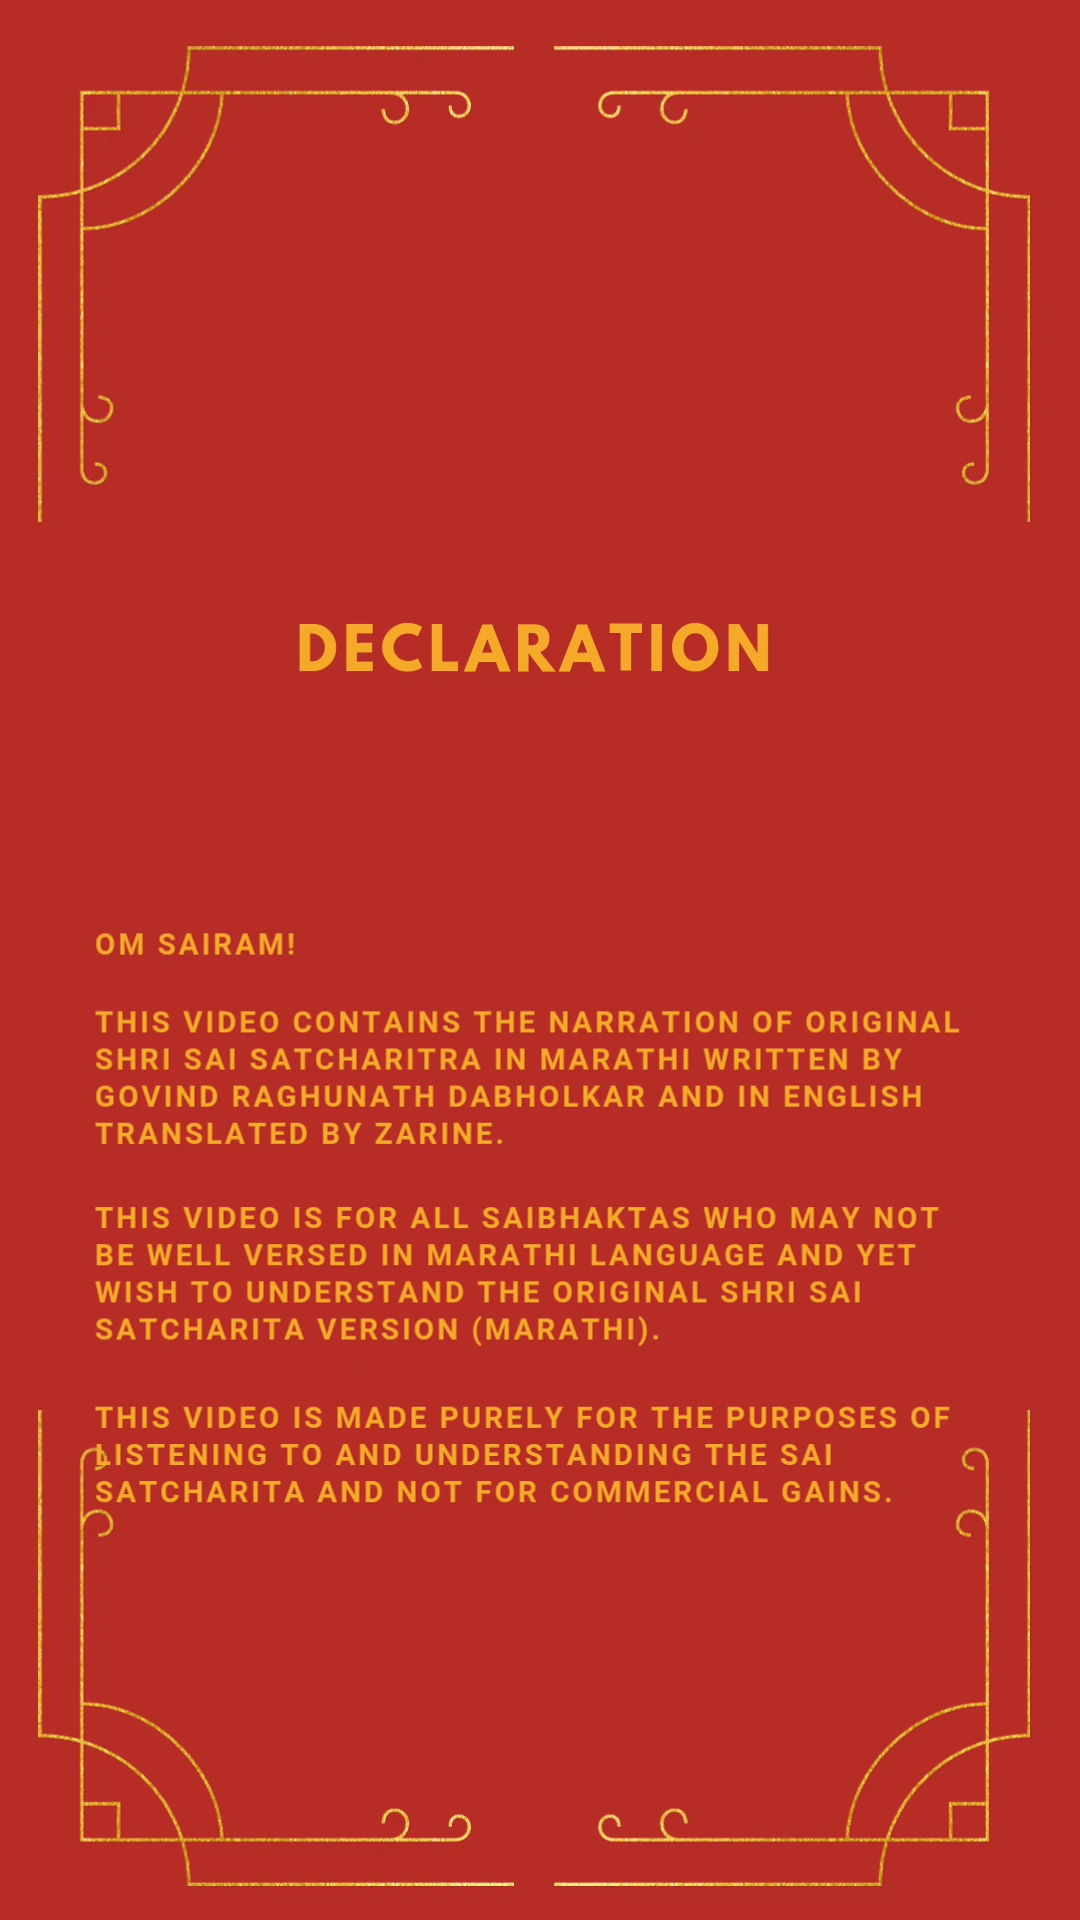 DECLARATION
OM SAIRAM!
THIS VIDEO CONTAINS THE NARRATION OF ORIGINAL
SHRI SAI SATCHARITRA IN MARATHI WRITTEN BY
GOVIND RAGHUNATH DABHOLKAR AND IN ENGLISH
TRANSLATED BY ZARINE.
THIS VIDEO IS FOR ALL SAIBHAKTAS WHO MAY NOT
BE WELL VERSED IN MARATHI LANGUAGE AND YET
WISH TO UNDERSTAND THE ORIGINAL SHRI SAI
SATCHARITA VERSION (MARATHI).
THIS VIDEO IS MADE PURELY FOR THE PURPOSES OF
LISTENING TO AND UNDERSTANDING THE SAI
SATCHARITA AND NOT FOR COMMERCIAL GAINS.